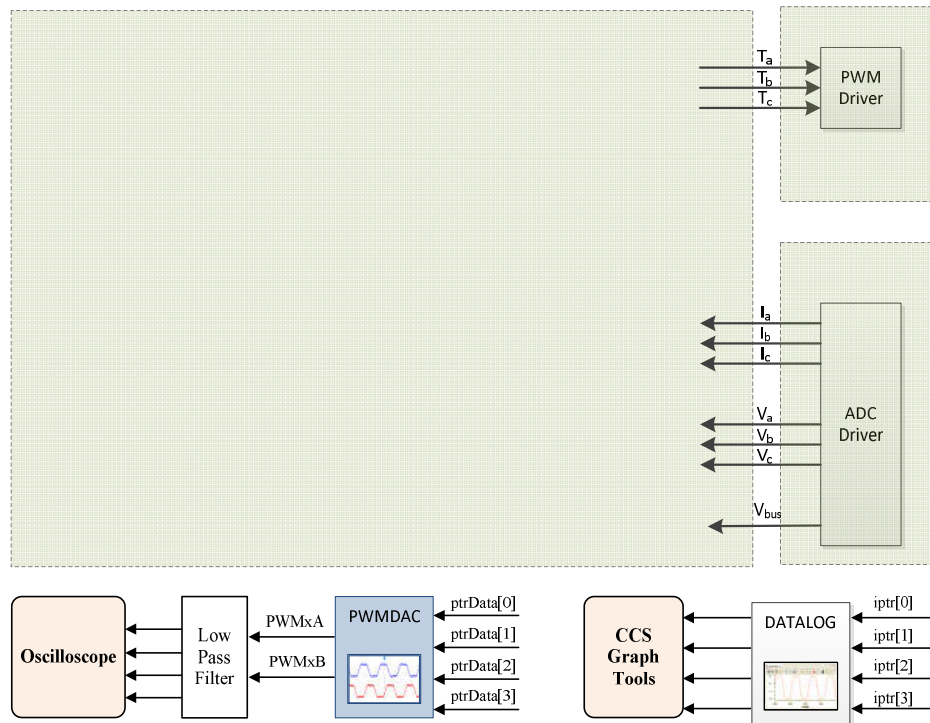 Ta
Tb
Tc
PWM
Driver
Ia
Ib
Ic
Va
Vb
Vc
Vbus
ADC
Driver
Oscilloscope
Low
Pass
Filter
PWMxA
PWMxB
PWMDAC
ptrData[0]
ptrData[1]
ptrData[2]
ptrData[3]
CCS
Graph
Tools
DATALOG
iptr[0]
iptr[1]
iptr[2]
iptr[3]